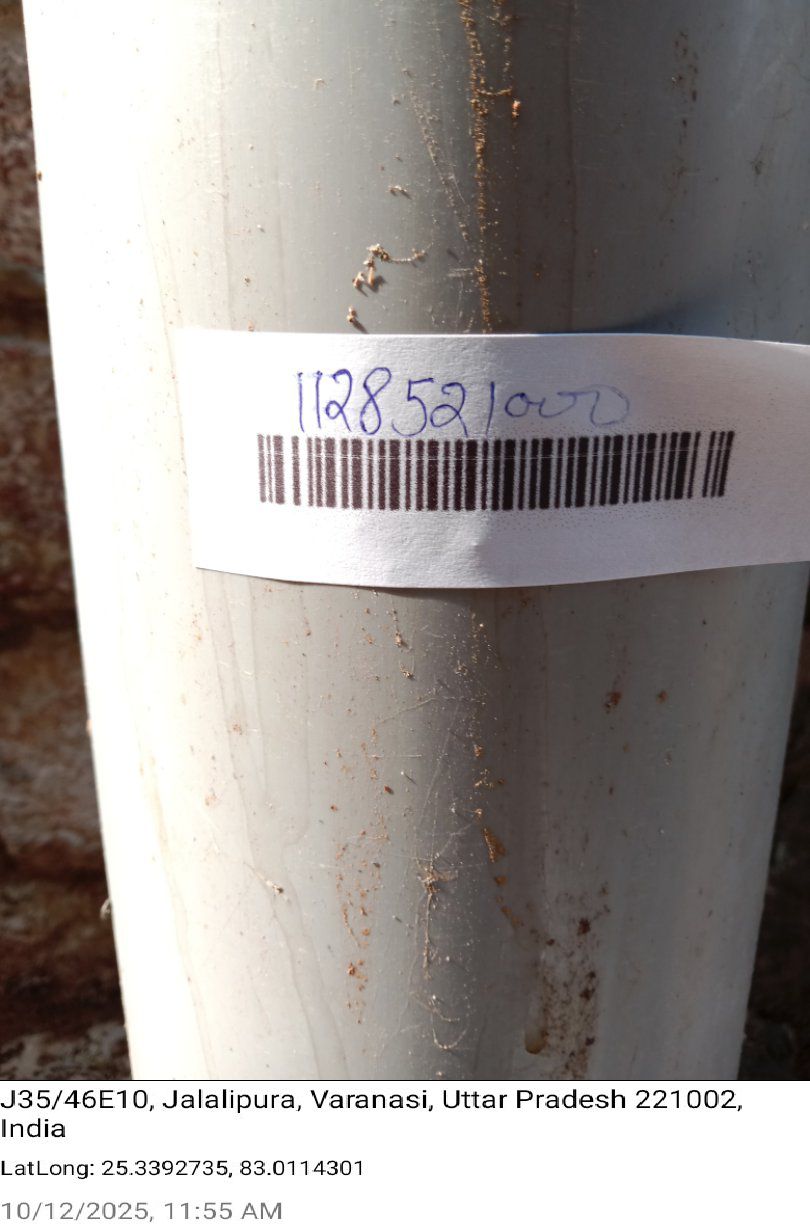 1128521000
J35/46E10, Jalalipura, Varanasi, Uttar Pradesh 221002,
India
LatLong: 25.3392735, 83.0114301
10/12/2025, 11:55 AM